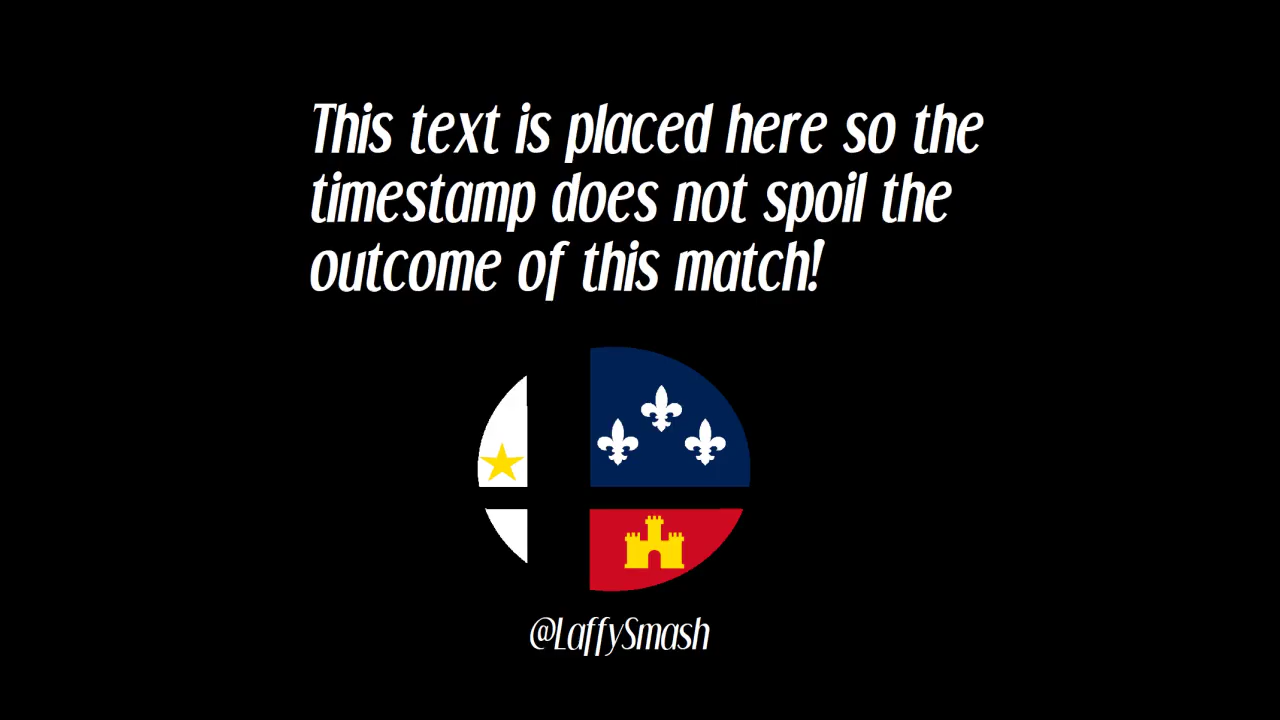 This text is placed here so the
timestamp does not spoil the
outcome of this match!
@LaffySmash